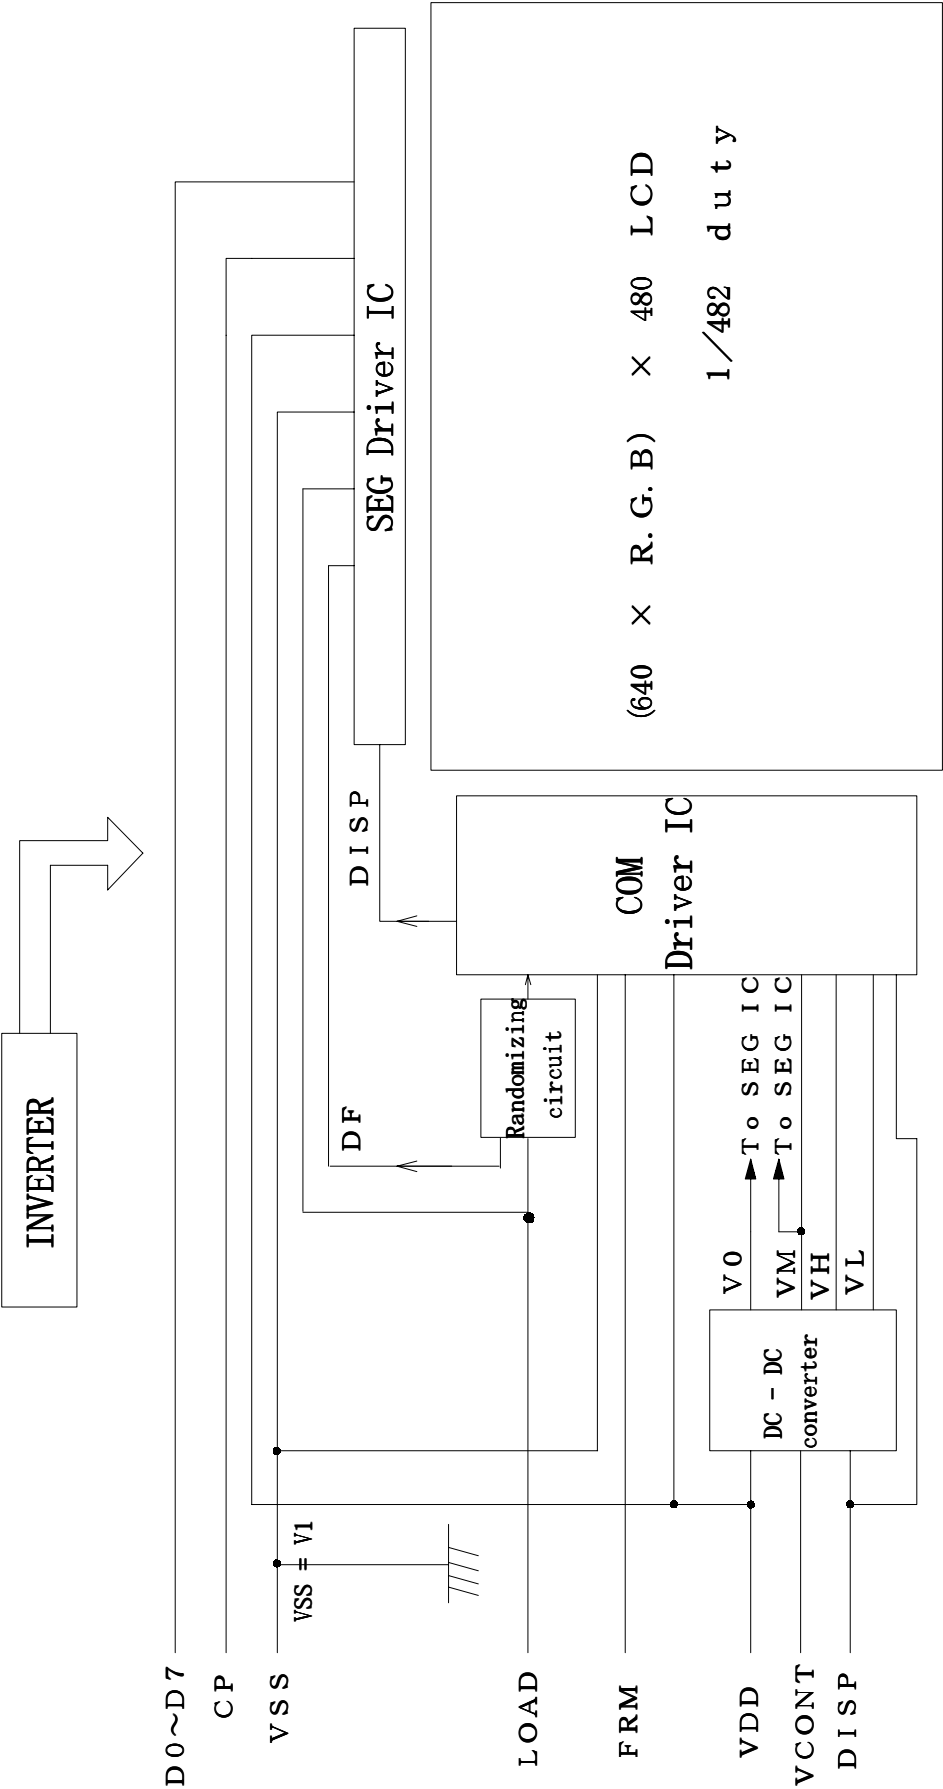 INVERTER
D0～D7
CP
VSS
VSS = V1
LOAD
FRM
VDD
VCONT
DISP
DF
DISP
SEG Driver IC
Randomizing
circuit
COM
Driver IC
DC - DC
converter
V0
VM
VH
VL
To SEG IC
To SEG IC
(640 × R.G.B) × 480 LCD
1/482 duty